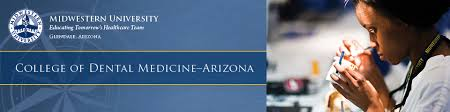 MIDWESTERN UNIVERSITY
Educating Tomorrow's Healthcare Team
GLENDALE, ARIZONA
COLLEGE OF DENTAL MEDICINE–ARIZONA